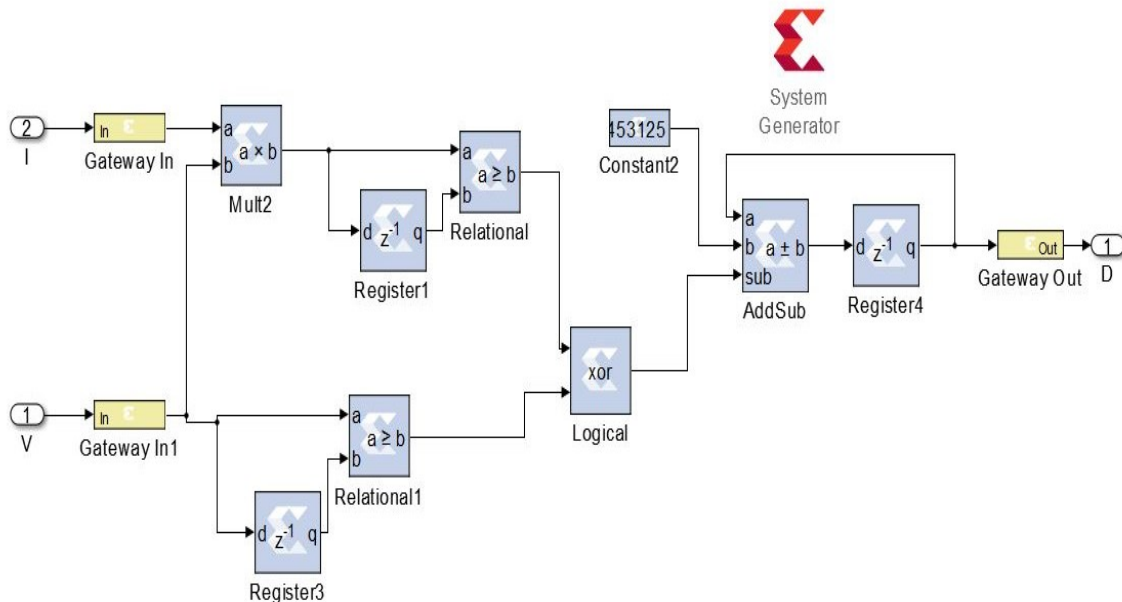 System
Generator
2
I
In
Gateway In
a
b
a × b
Mult2
a
b
a ≥ b
Relational
d
z-1
q
Register1
453125
Constant2
a
b
sub
a ± b
AddSub
d
z-1
q
Register4
Out
Gateway Out
1
D
xor
Logical
1
V
In
Gateway In1
a
b
a ≥ b
Relational1
d
z-1
q
Register3